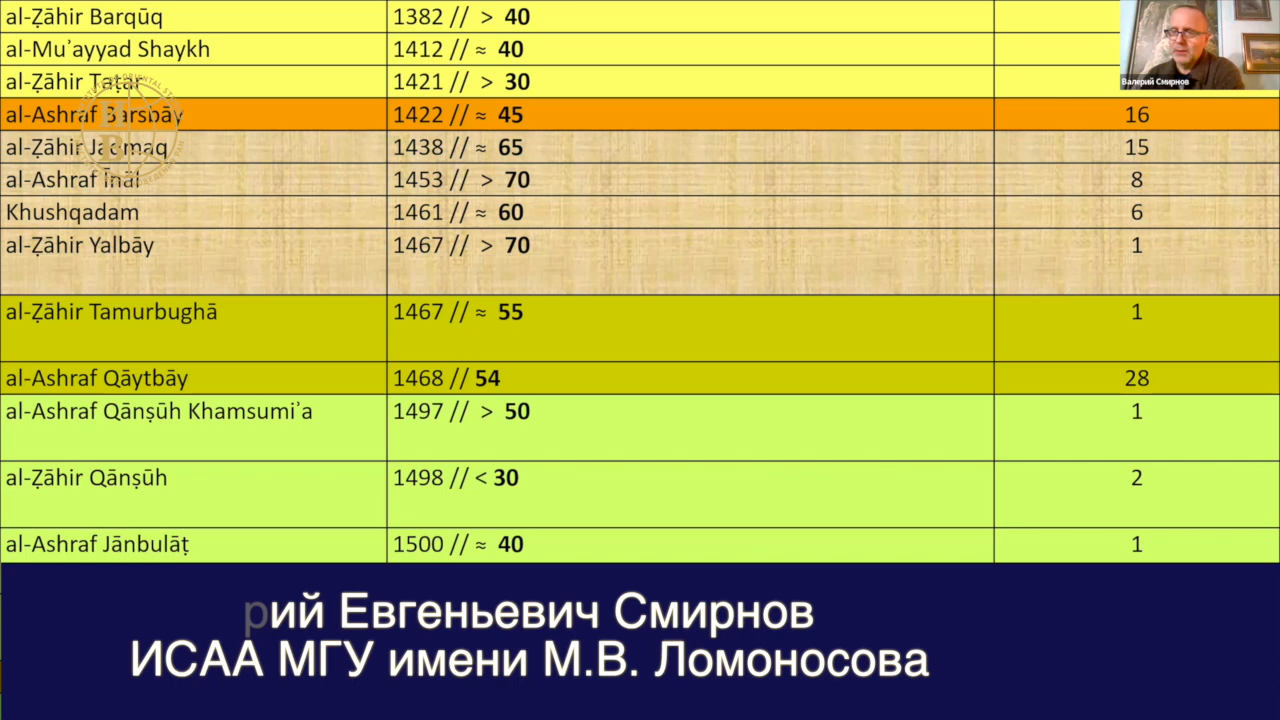 al-Ẓāhir Barqūq 1382 // > 40
al-Muʾayyad Shaykh 1412 // ≈ 40
al-Ẓāhir Taṭar 1421 // > 30
al-Ashraf Barsbāy 1422 // ≈ 45 16
al-Ẓāhir Jaqmaq 1438 // ≈ 65 15
al-Ashraf Īnāl 1453 // > 70 8
Khushqadam 1461 // ≈ 60 6
al-Ẓāhir Yalbāy 1467 // > 70 1
al-Ẓāhir Tamurbughā 1467 // ≈ 55 1
al-Ashraf Qāytbāy 1468 // 54 28
al-Ashraf Qānṣūh Khamsumiʾa 1497 // > 50 1
al-Ẓāhir Qānṣūh 1498 // < 30 2
al-Ashraf Jānbulāṭ 1500 // ≈ 40 1
Валерий Смирнов
рий Евгеньевич Смирнов
ИСАА МГУ имени М.В. Ломоносова